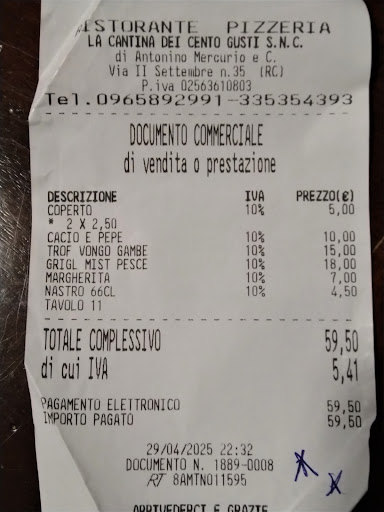 RISTORANTE PIZZERIA
LA CANTINA DEI CENTO GUSTI S.N.C.
di Antonino Mercurio e C.
Via II Settembre n.35 (RC)
P.iva 02563610803
Tel.0965892991-335354393
DOCUMENTO COMMERCIALE
di vendita o prestazione
DESCRIZIONE IVA PREZZO(€)
COPERTO 10% 5,00
* 2 X 2,50
CACIO E PEPE 10% 10,00
TROF VONGO GAMBE 10% 15,00
GRIGL MIST PESCE 10% 18,00
MARGHERITA 10% 7,00
NASTRO 66CL 10% 4,50
TAVOLO 11
TOTALE COMPLESSIVO 59,50
di cui IVA 5,41
PAGAMENTO ELETTRONICO 59,50
IMPORTO PAGATO 59,50
29/04/2025 22:32
DOCUMENTO N. 1889-0008
RT 8AMTN011595
ARRIVEDERCI E GRAZIE